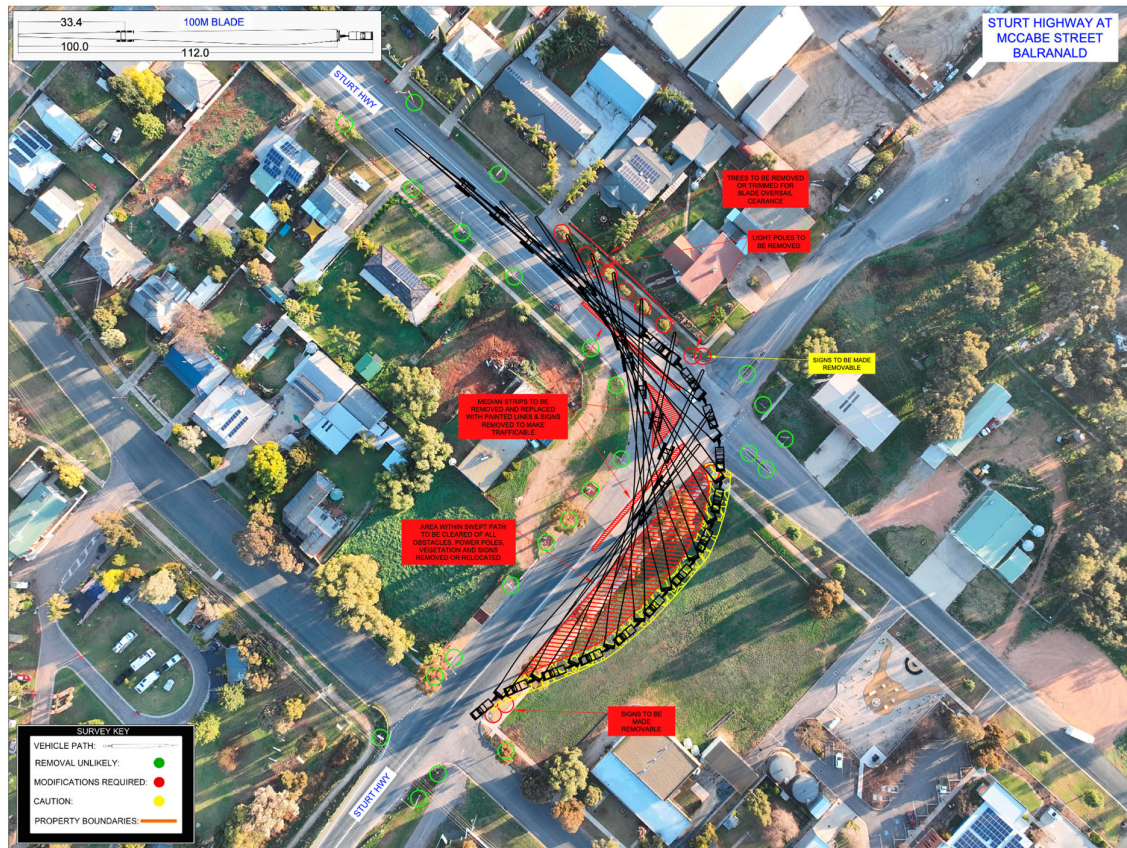 33.4
100M BLADE
100.0
112.0
STURT HIGHWAY AT
MCCABE STREET
BALRANALD
STURT HWY
TREES TO BE REMOVED
OR TRIMMED FOR
BLADE OVERSAIL
CEARANCE
LIGHT POLES TO
BE REMOVED
SIGNS TO BE MADE
REMOVABLE
MEDIAN STRIPS TO BE
REMOVED AND REPLACED
WITH PAINTED LINES & SIGNS
REMOVED TO MAKE
TRAFFICABLE
AREA WITHIN SWEPT PATH
TO BE CLEARED OF ALL
OBSTACLES, POWER POLES,
VEGETATION AND SIGNS
REMOVED OR RELOCATED
SIGNS TO BE
MADE
REMOVABLE
STURT HWY
SURVEY KEY
VEHICLE PATH:
REMOVAL UNLIKELY:
MODIFICATIONS REQUIRED:
CAUTION:
PROPERTY BOUNDARIES: